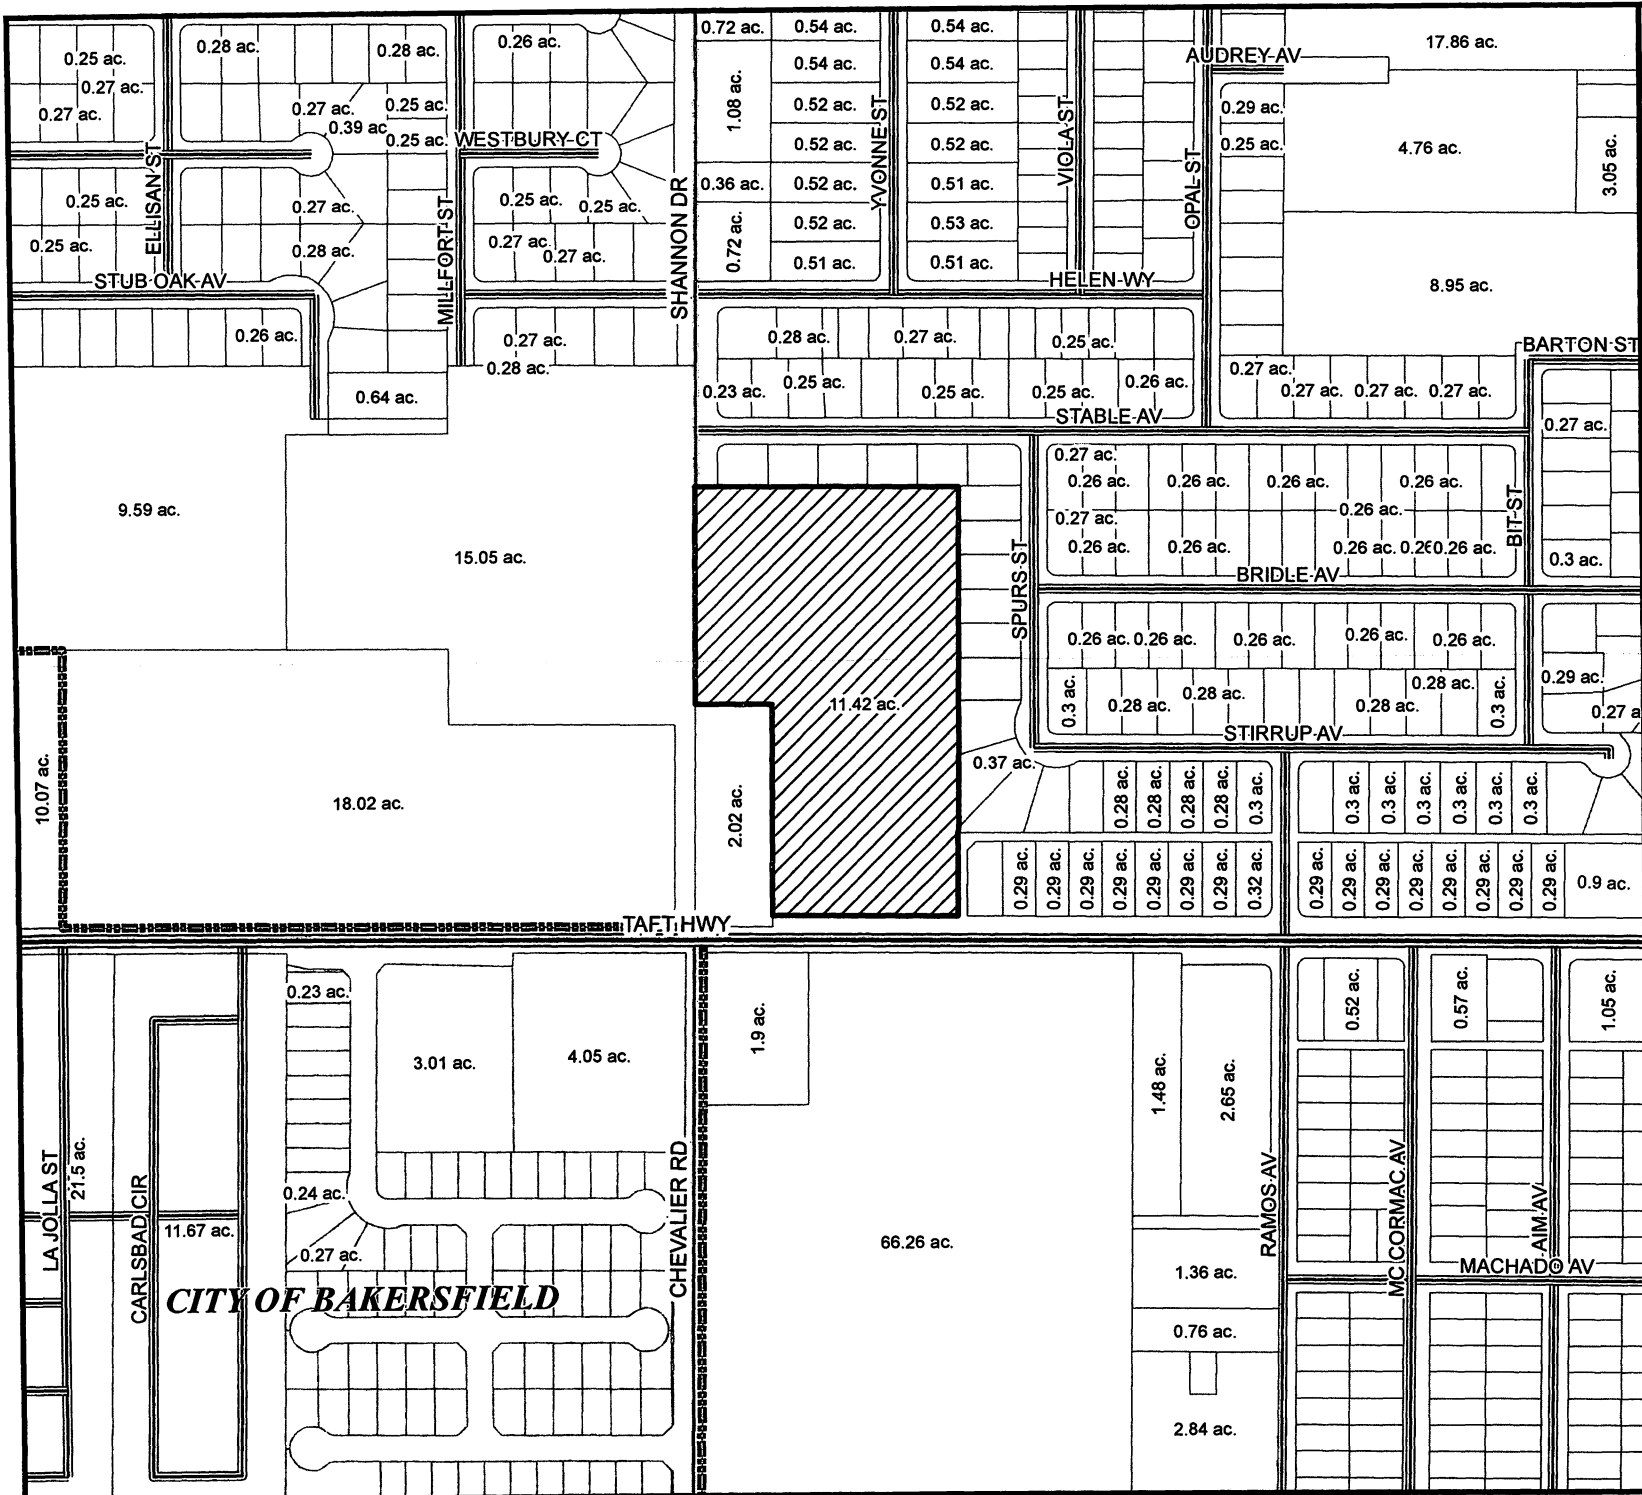 0.25 ac.
0.27 ac.
0.27 ac.
0.28 ac.
0.28 ac.
0.27 ac.
0.39 ac
0.25 ac.
0.25 ac.
0.26 ac.
WESTBURY CT
ELLISAN ST
0.25 ac.
0.25 ac.
0.27 ac.
0.28 ac.
MILLFORT ST
0.25 ac.
0.25 ac.
0.27 ac.
0.27 ac.
SHANNON DR
STUB OAK AV
0.26 ac.
0.64 ac.
0.27 ac.
0.28 ac.
0.72 ac.
1.08 ac.
0.36 ac.
0.72 ac.
0.54 ac.
0.54 ac.
0.52 ac.
0.52 ac.
0.52 ac.
0.52 ac.
0.51 ac.
YVONNE ST
0.54 ac.
0.54 ac.
0.52 ac.
0.52 ac.
0.51 ac.
0.53 ac.
0.51 ac.
VIOLA ST
OPAL ST
AUDREY AV
17.86 ac.
0.29 ac.
0.25 ac.
4.76 ac.
3.05 ac.
8.95 ac.
HELEN WY
0.28 ac.
0.27 ac.
0.25 ac.
0.23 ac.
0.25 ac.
0.25 ac.
0.25 ac.
0.26 ac.
STABLE AV
BARTON ST
0.27 ac.
0.27 ac.
0.27 ac.
0.27 ac.
0.27 ac.
0.3 ac.
BIT ST
9.59 ac.
15.05 ac.
0.27 ac.
0.26 ac.
0.26 ac.
0.26 ac.
0.26 ac.
0.26 ac.
0.27 ac.
0.26 ac.
0.26 ac.
0.26 ac.
0.26
0.26 ac.
SPURS ST
BRIDLE AV
0.26 ac.
0.26 ac.
0.26 ac.
0.26 ac.
0.26 ac.
0.3 ac.
0.28 ac.
0.28 ac.
0.28 ac.
0.28 ac.
0.3 ac.
0.29 ac.
0.27 a
STIRRUP AV
11.42 ac.
0.37 ac.
10.07 ac.
18.02 ac.
2.02 ac.
0.28 ac.
0.28 ac.
0.28 ac.
0.28 ac.
0.3 ac.
0.3 ac.
0.3 ac.
0.3 ac.
0.3 ac.
0.3 ac.
0.3 ac.
0.29 ac.
0.29 ac.
0.29 ac.
0.29 ac.
0.29 ac.
0.29 ac.
0.29 ac.
0.32 ac.
0.29 ac.
0.29 ac.
0.29 ac.
0.29 ac.
0.29 ac.
0.29 ac.
0.29 ac.
0.29 ac.
0.9 ac.
TAFT HWY
0.23 ac.
3.01 ac.
4.05 ac.
1.9 ac.
1.48 ac.
2.65 ac.
0.52 ac.
0.57 ac.
1.05 ac.
LA JOLLA ST
21.5 ac.
CARLSBAD CIR
11.67 ac.
0.24 ac.
0.27 ac.
CHEVALIER RD
66.26 ac.
1.36 ac.
RAMOS AV
MC CORMAC AV
AIM AV
MACHADO AV
CITY OF BAKERSFIELD
0.76 ac.
2.84 ac.